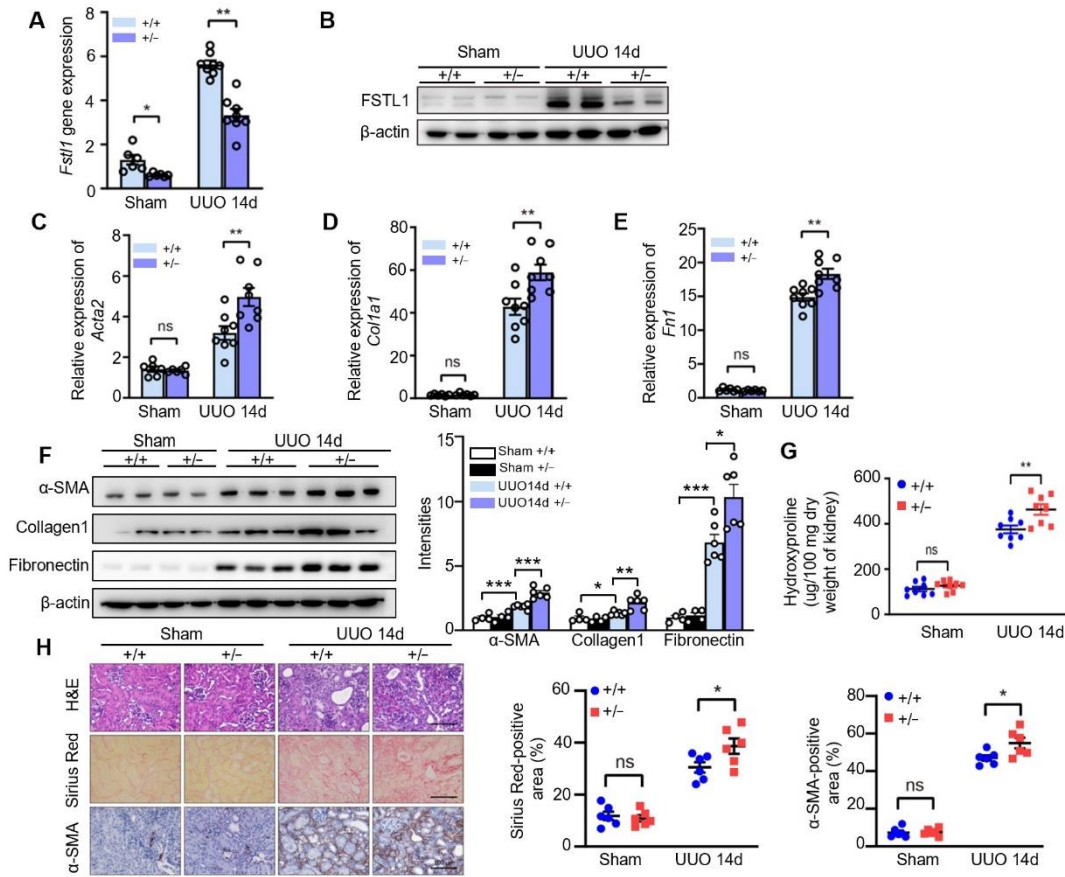 A
Fstl1 gene expression
8
6
4
2
0
+/+
+/−
*
**
Sham
UUO 14d
B
Sham
UUO 14d
+/+
+/−
+/+
+/−
FSTL1
β-actin
C
Relative expression of
Acta2
8
6
4
2
0
+/+
+/−
ns
**
Sham
UUO 14d
D
Relative expression of
Col1a1
80
60
40
20
0
+/+
+/−
ns
**
Sham
UUO 14d
E
Relative expression of
Fn1
25
20
15
10
5
0
+/+
+/−
ns
**
Sham
UUO 14d
F
Sham
UUO 14d
+/+
+/−
+/+
+/−
α-SMA
Collagen1
Fibronectin
β-actin
Intensities
15
10
5
0
Sham +/+
Sham +/−
UUO14d +/+
UUO14d +/−
***
***
*
**
***
*
α-SMA
Collagen1
Fibronectin
G
Hydroxyproline
(ug/100 mg dry
weight of kidney)
600
400
200
0
+/+
+/−
ns
**
Sham
UUO 14d
H
Sham
UUO 14d
+/+
+/−
+/+
+/−
H&E
Sirius Red
α-SMA
Sirius Red-positive
area (%)
60
40
20
0
+/+
+/−
ns
*
Sham
UUO 14d
α-SMA-positive
area (%)
80
60
40
20
0
+/+
+/−
ns
*
Sham
UUO 14d